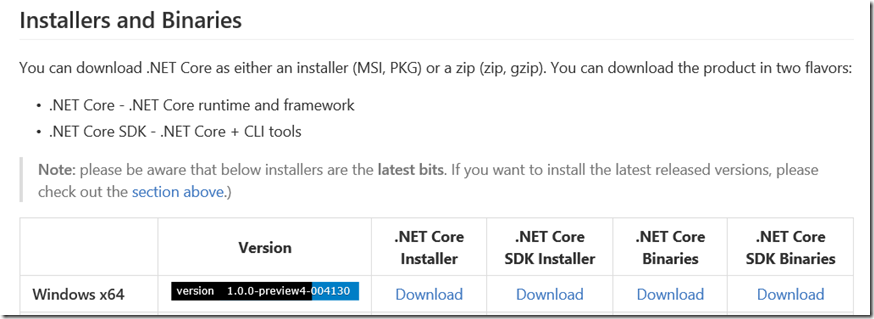 Installers and Binaries
You can download .NET Core as either an installer (MSI, PKG) or a zip (zip, gzip). You can download the product in two flavors:
• .NET Core - .NET Core runtime and framework
• .NET Core SDK - .NET Core + CLI tools
Note: please be aware that below installers are the latest bits. If you want to install the latest released versions, please
check out the section above.)
Version
.NET Core
Installer
.NET Core
SDK Installer
.NET Core
Binaries
.NET Core
SDK Binaries
Windows x64
version 1.0.0-preview4-004130
Download
Download
Download
Download